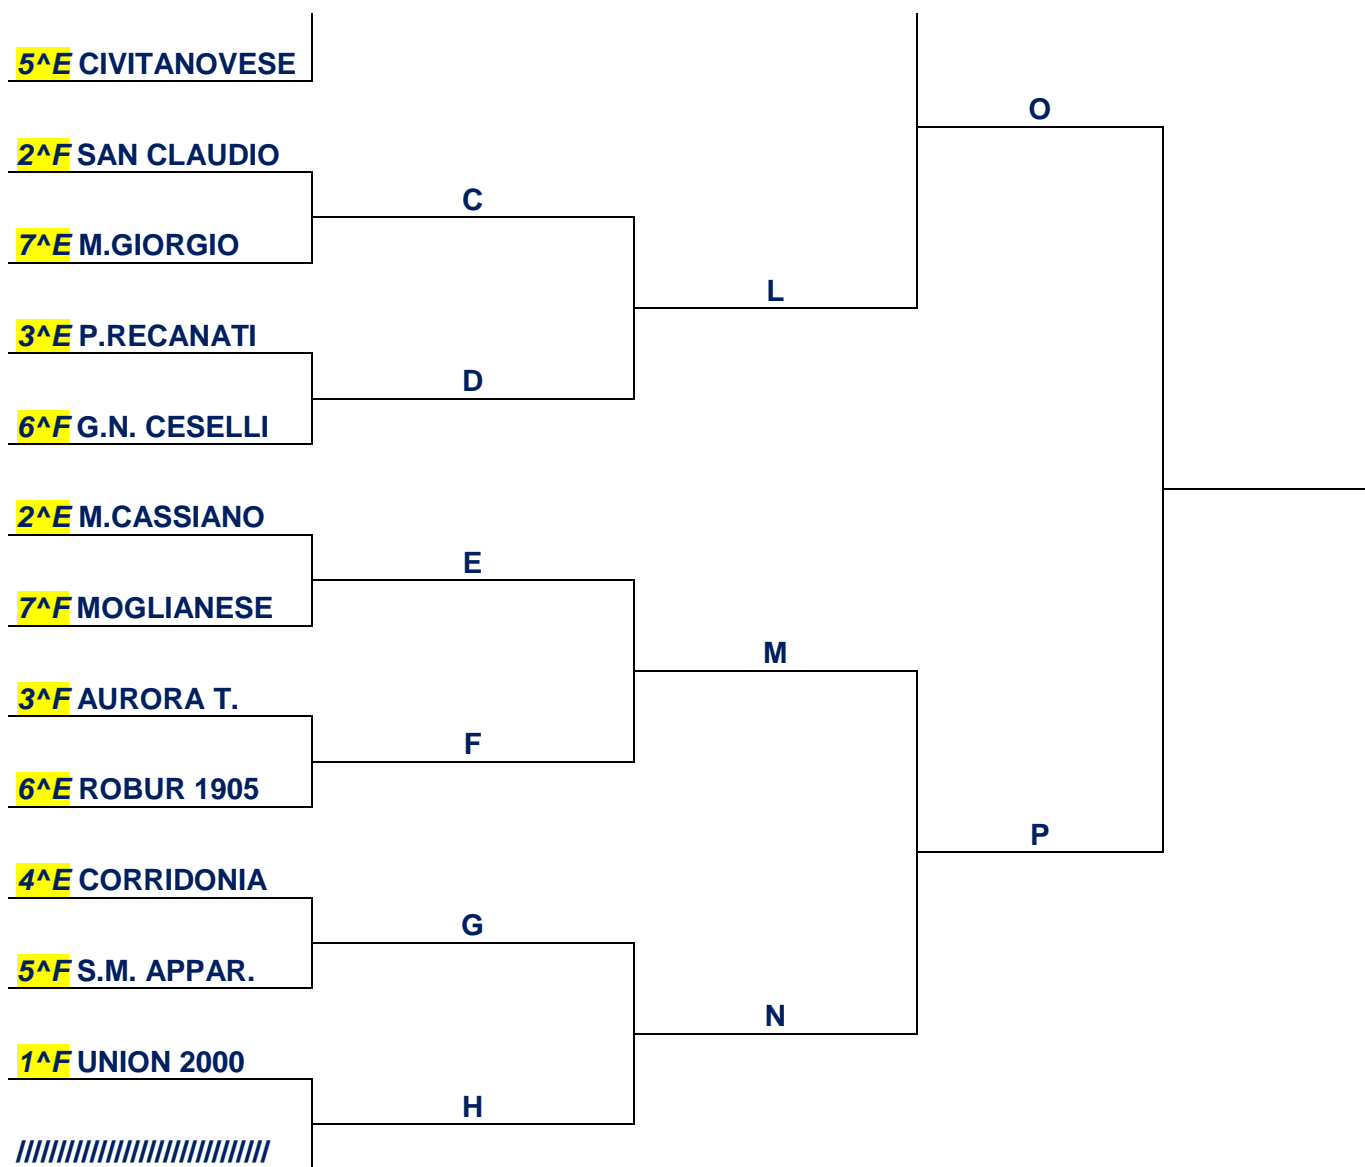 5^E CIVITANOVESE
O
2^F SAN CLAUDIO
C
7^E M.GIORGIO
L
3^E P.RECANATI
D
6^F G.N. CESELLI
2^E M.CASSIANO
E
7^F MOGLIANESE
M
3^F AURORA T.
F
6^E ROBUR 1905
P
4^E CORRIDONIA
G
5^F S.M. APPAR.
N
1^F UNION 2000
H
///////////////////////////////